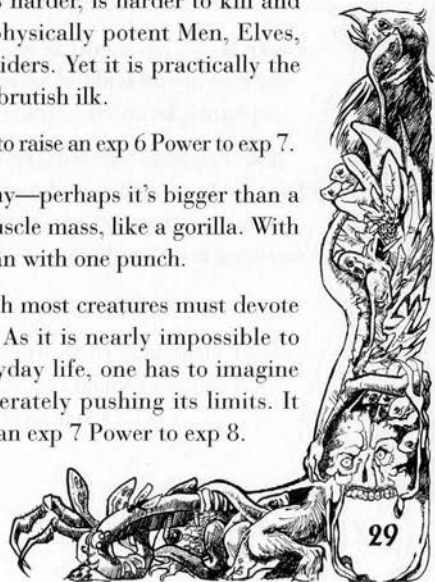 s harder, is harder to kill and
physically potent Men, Elves,
iders. Yet it is practically the
brutish ilk.
to raise an exp 6 Power to exp 7.
ny—perhaps it's bigger than a
uscle mass, like a gorilla. With
an with one punch.
h most creatures must devote
As it is nearly impossible to
yday life, one has to imagine
erately pushing its limits. It
an exp 7 Power to exp 8.
29